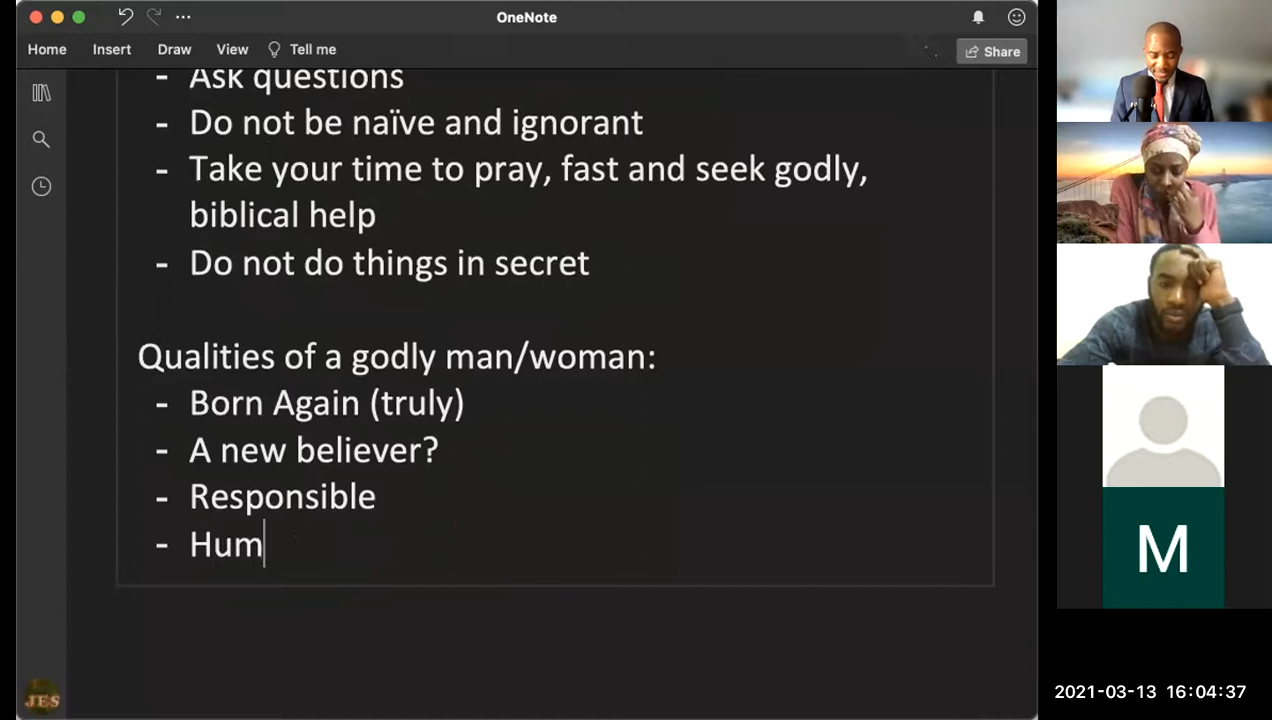 OneNote
Home Insert Draw View Tell me Share
- Ask questions
- Do not be naïve and ignorant
- Take your time to pray, fast and seek godly,
biblical help
- Do not do things in secret
Qualities of a godly man/woman:
- Born Again (truly)
- A new believer?
- Responsible
- Hum
M
JES
2021-03-13 16:04:37